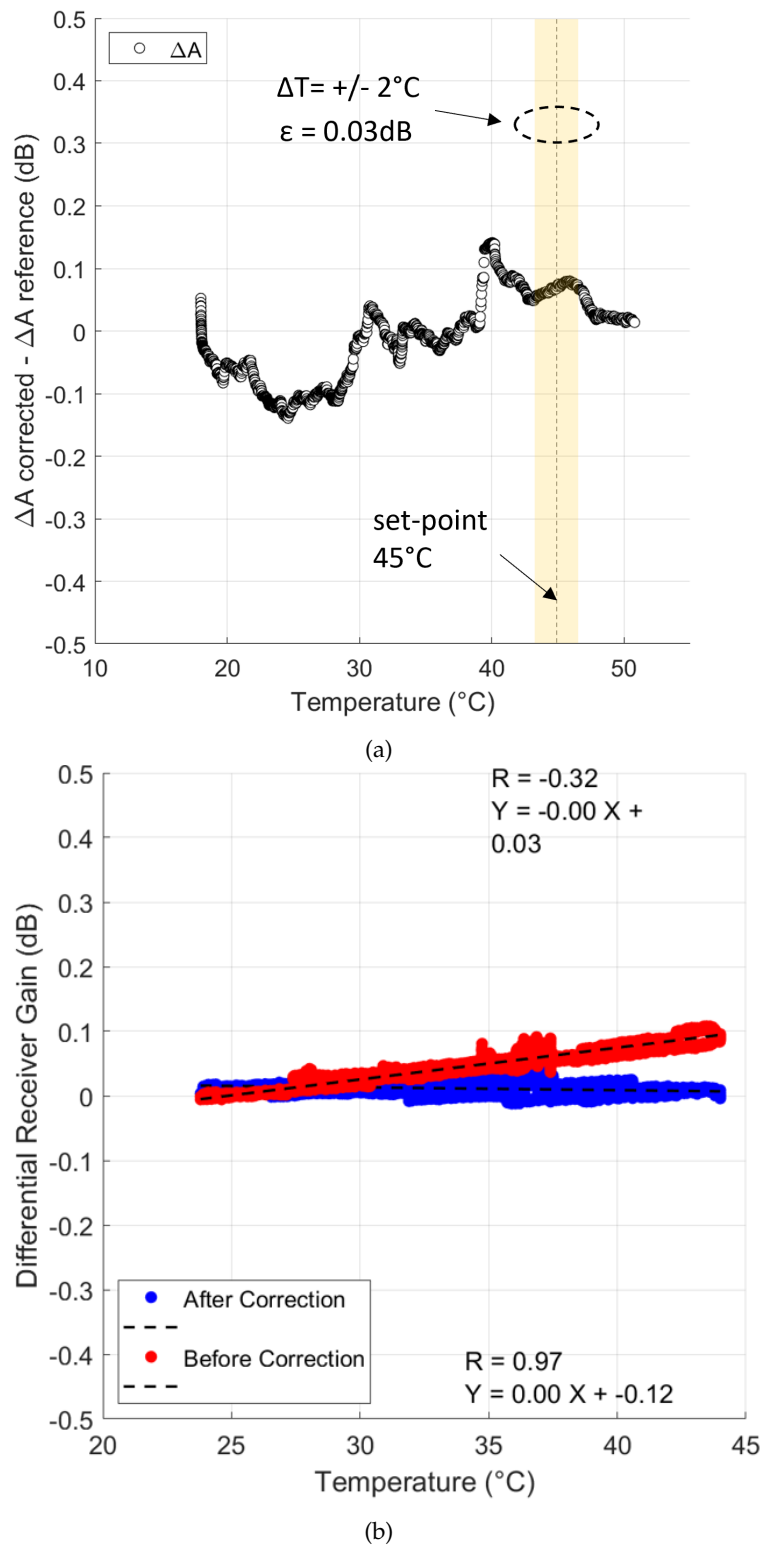 0.5
0.4
0.3
0.2
0.1
0
-0.1
-0.2
-0.3
-0.4
-0.5
ΔA corrected - ΔA reference (dB)
ΔA
ΔT= +/- 2°C
ε = 0.03dB
set-point
45°C
10 20 30 40 50
Temperature (°C)
(a)
0.5
0.4
0.3
0.2
0.1
0
-0.1
-0.2
-0.3
-0.4
-0.5
Differential Receiver Gain (dB)
R = -0.32
Y = -0.00 X +
0.03
After Correction
Before Correction
R = 0.97
Y = 0.00 X + -0.12
20 25 30 35 40 45
Temperature (°C)
(b)